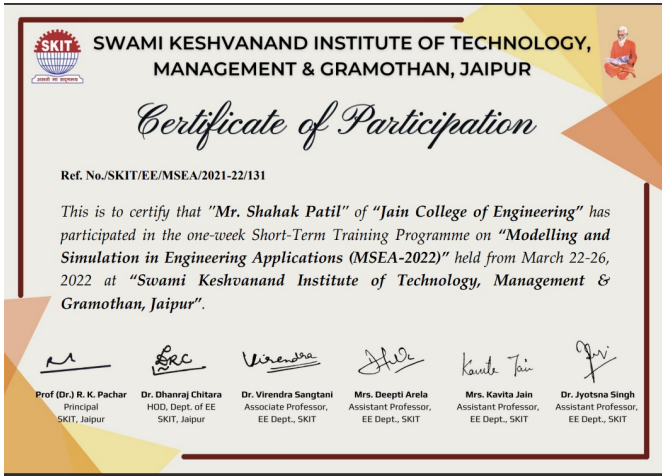 SKIT
असतो मा सद्गमय
SWAMI KESHVANAND INSTITUTE OF TECHNOLOGY,
MANAGEMENT & GRAMOTHAN, JAIPUR
Certificate of Participation
Ref. No./SKIT/EE/MSEA/2021-22/131
This is to certify that "Mr. Shahak Patil" of “Jain College of Engineering” has
participated in the one-week Short-Term Training Programme on “Modelling and
Simulation in Engineering Applications (MSEA-2022)” held from March 22-26,
2022 at “Swami Keshvanand Institute of Technology, Management &
Gramothan, Jaipur”.
Virendra
Kavita Jain
Prof (Dr.) R. K. Pachar
Principal
SKIT, Jaipur
Dr. Dhanraj Chitara
HOD, Dept. of EE
SKIT, Jaipur
Dr. Virendra Sangtani
Associate Professor,
EE Dept., SKIT
Mrs. Deepti Arela
Assistant Professor,
EE Dept., SKIT
Mrs. Kavita Jain
Assistant Professor,
EE Dept., SKIT
Dr. Jyotsna Singh
Assistant Professor,
EE Dept., SKIT